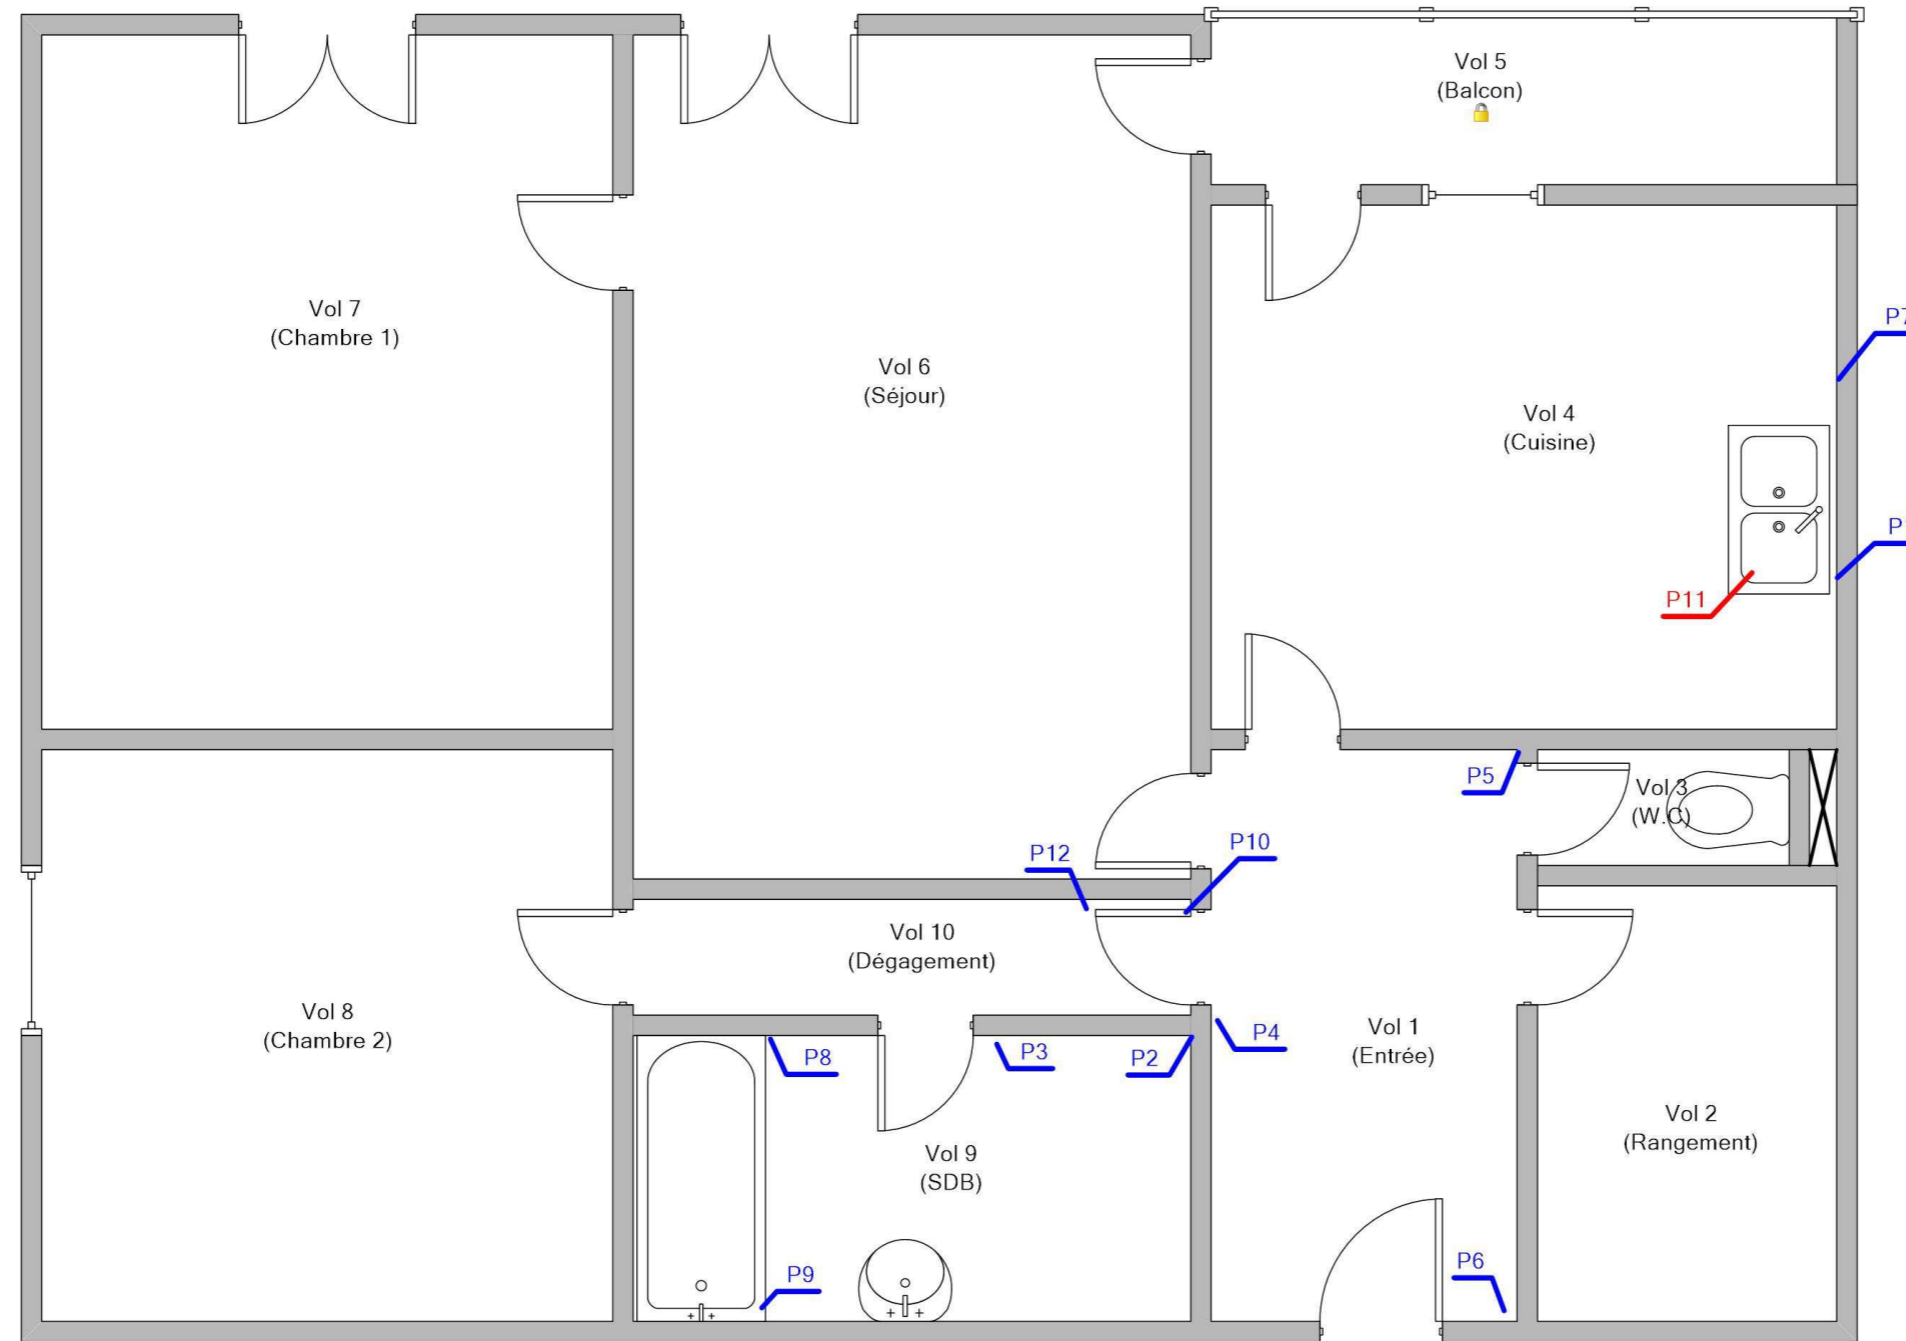 Vol 5
(Balcon)
Vol 7
(Chambre 1)
P7
Vol 6
(Séjour)
Vol 4
(Cuisine)
P11
P5
Vol 3
(W.C)
P12
P10
Vol 10
(Dégagement)
Vol 8
(Chambre 2)
P8
P3
P2
P4
Vol 1
(Entrée)
Vol 2
(Rangement)
Vol 9
(SDB)
P9
P6